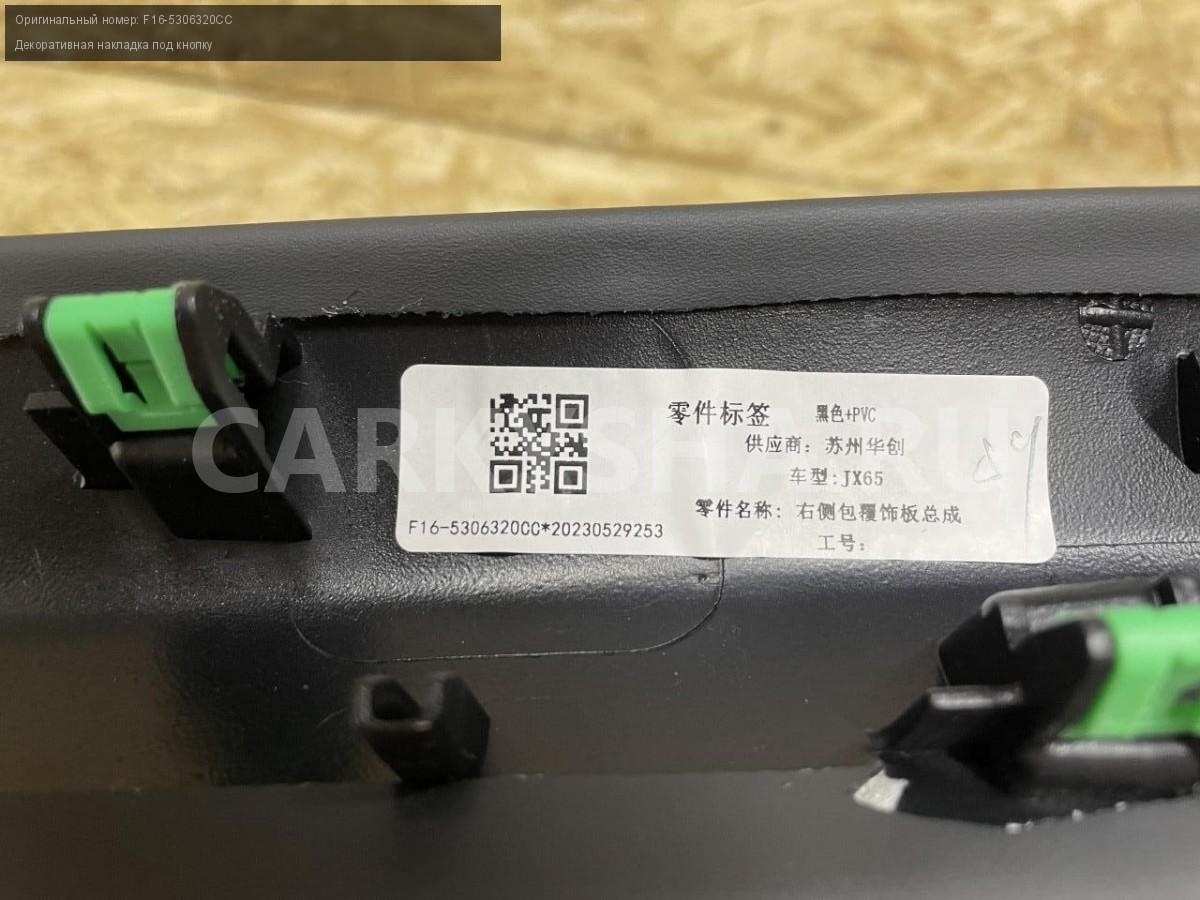 Оригинальный номер: F16-5306320CC
Декоративная накладка под кнопку
零件标签 黑色+PVC
供应商：苏州华创
车型:JX65
零件名称：右侧包覆饰板总成
F16-5306320CC*20230529253
工号：
CARKUSHA.RU